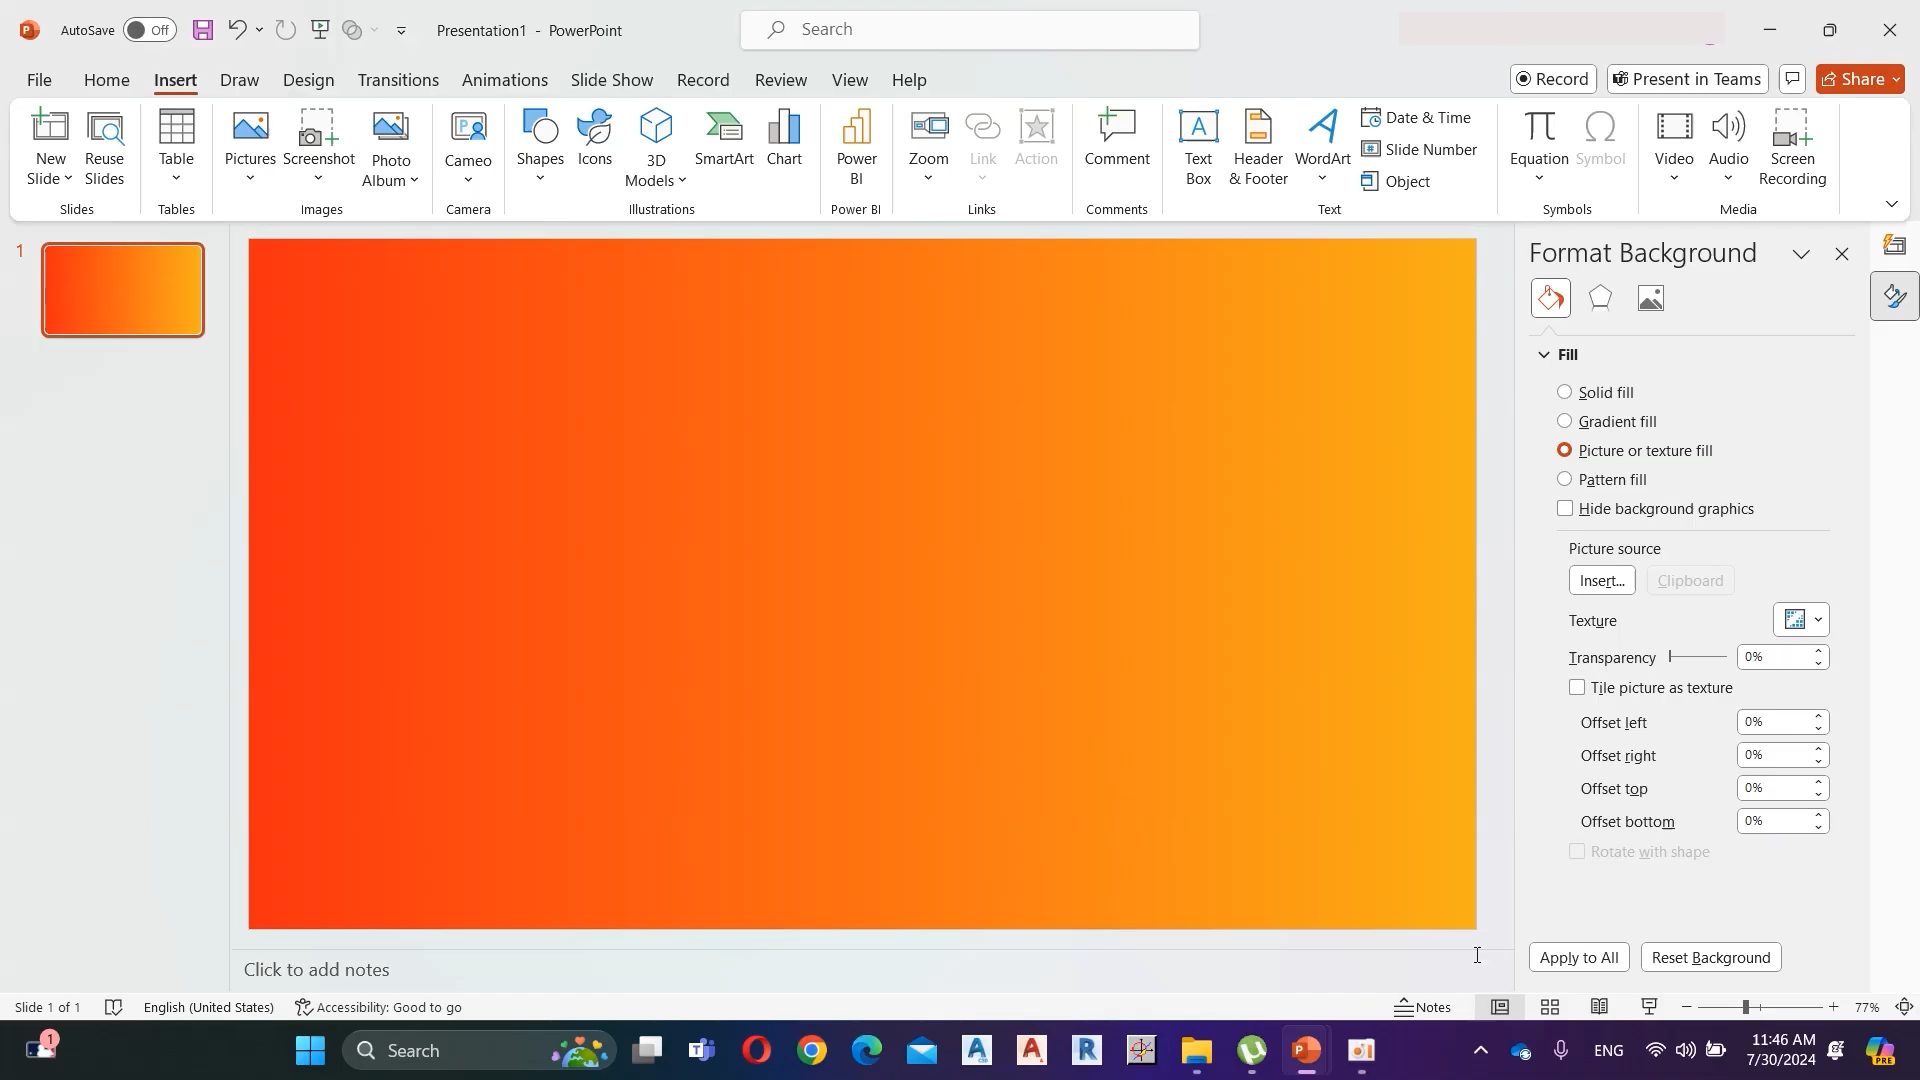 AutoSave Off Presentation1 - PowerPoint Search
File Home Insert Draw Design Transitions Animations Slide Show Record Review View Help Record Present in Teams Share
New Slide
Reuse Slides
Slides
Table
Tables
Pictures
Screenshot
Photo Album
Images
Cameo
Camera
Shapes
Icons
3D Models
SmartArt
Chart
Illustrations
Power BI
Power BI
Zoom
Link
Action
Links
Comment
Comments
Text Box
Header & Footer
WordArt
Date & Time
Slide Number
Object
Text
Equation
Symbol
Symbols
Video
Audio
Screen Recording
Media
1
Format Background
Fill
Solid fill
Gradient fill
Picture or texture fill
Pattern fill
Hide background graphics
Picture source
Insert... Clipboard
Texture
Transparency 0%
Tile picture as texture
Offset left 0%
Offset right 0%
Offset top 0%
Offset bottom 0%
Rotate with shape
Apply to All Reset Background
Click to add notes
Slide 1 of 1 English (United States) Accessibility: Good to go Notes 77%
1 Search ENG 11:46 AM
7/30/2024
PRE